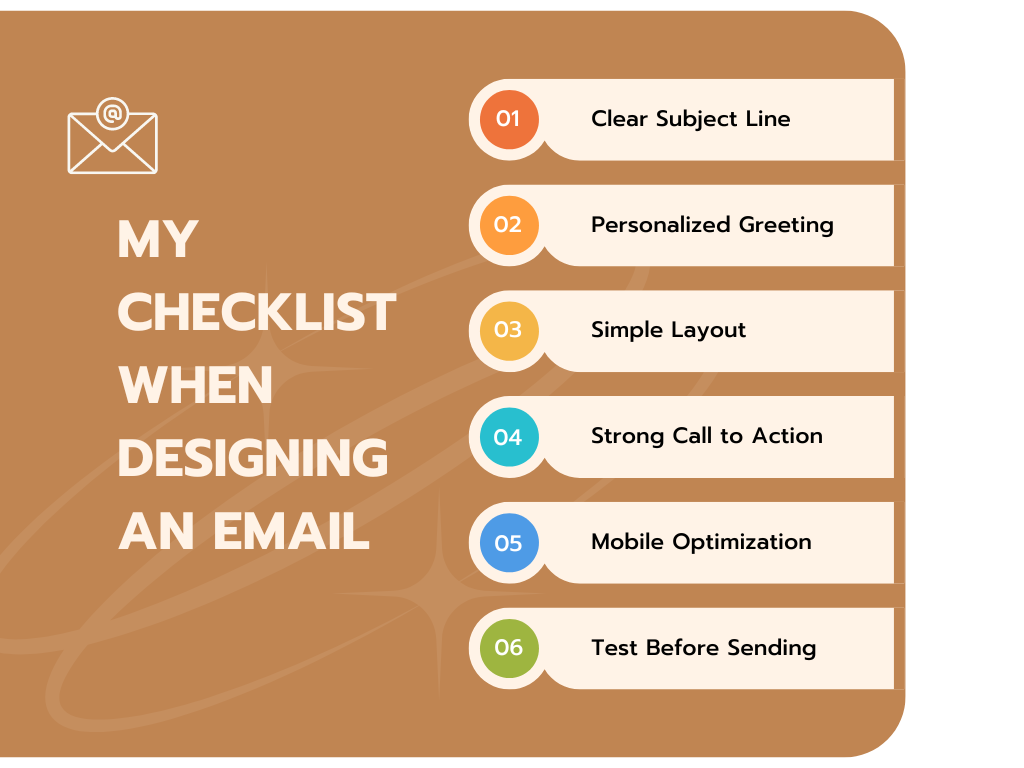 @
MY
CHECKLIST
WHEN
DESIGNING
AN EMAIL
01 Clear Subject Line
02 Personalized Greeting
03 Simple Layout
04 Strong Call to Action
05 Mobile Optimization
06 Test Before Sending